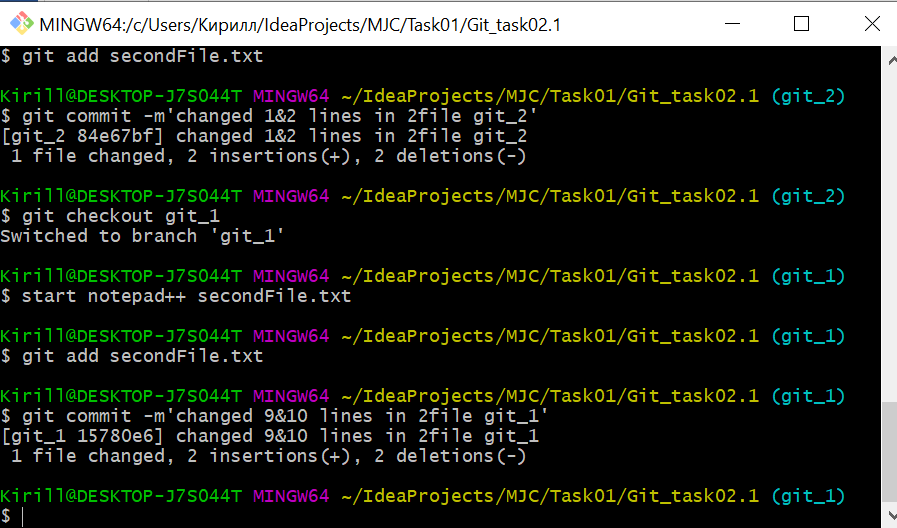 MINGW64:/c/Users/Кирилл/IdeaProjects/MJC/Task01/Git_task02.1
$ git add secondFile.txt
Kirill@DESKTOP-J7SO44T MINGW64 ~/IdeaProjects/MJC/Task01/Git_task02.1 (git_2)
$ git commit -m'changed 1&2 lines in 2file git_2'
[git_2 84e67bf] changed 1&2 lines in 2file git_2
1 file changed, 2 insertions(+), 2 deletions(-)
Kirill@DESKTOP-J7SO44T MINGW64 ~/IdeaProjects/MJC/Task01/Git_task02.1 (git_2)
$ git checkout git_1
Switched to branch 'git_1'
Kirill@DESKTOP-J7SO44T MINGW64 ~/IdeaProjects/MJC/Task01/Git_task02.1 (git_1)
$ start notepad++ secondFile.txt
Kirill@DESKTOP-J7SO44T MINGW64 ~/IdeaProjects/MJC/Task01/Git_task02.1 (git_1)
$ git add secondFile.txt
Kirill@DESKTOP-J7SO44T MINGW64 ~/IdeaProjects/MJC/Task01/Git_task02.1 (git_1)
$ git commit -m'changed 9&10 lines in 2file git_1'
[git_1 15780e6] changed 9&10 lines in 2file git_1
1 file changed, 2 insertions(+), 2 deletions(-)
Kirill@DESKTOP-J7SO44T MINGW64 ~/IdeaProjects/MJC/Task01/Git_task02.1 (git_1)
$